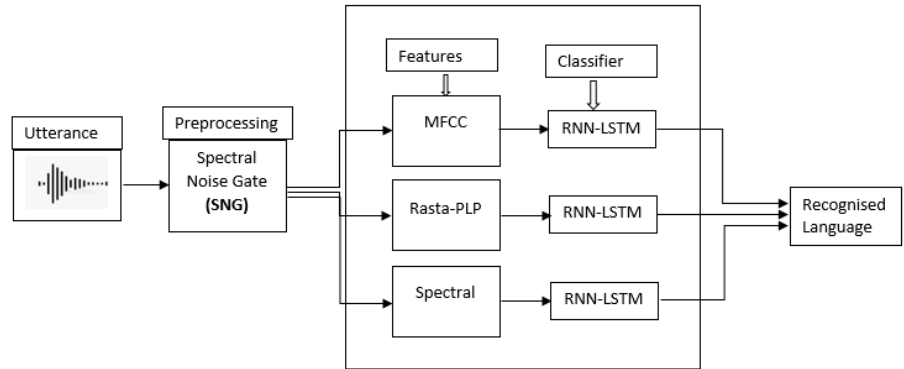 Features
Classifier
Utterance
Preprocessing
Spectral
Noise Gate
(SNG)
MFCC
RNN-LSTM
Rasta-PLP
RNN-LSTM
Spectral
RNN-LSTM
Recognised
Language